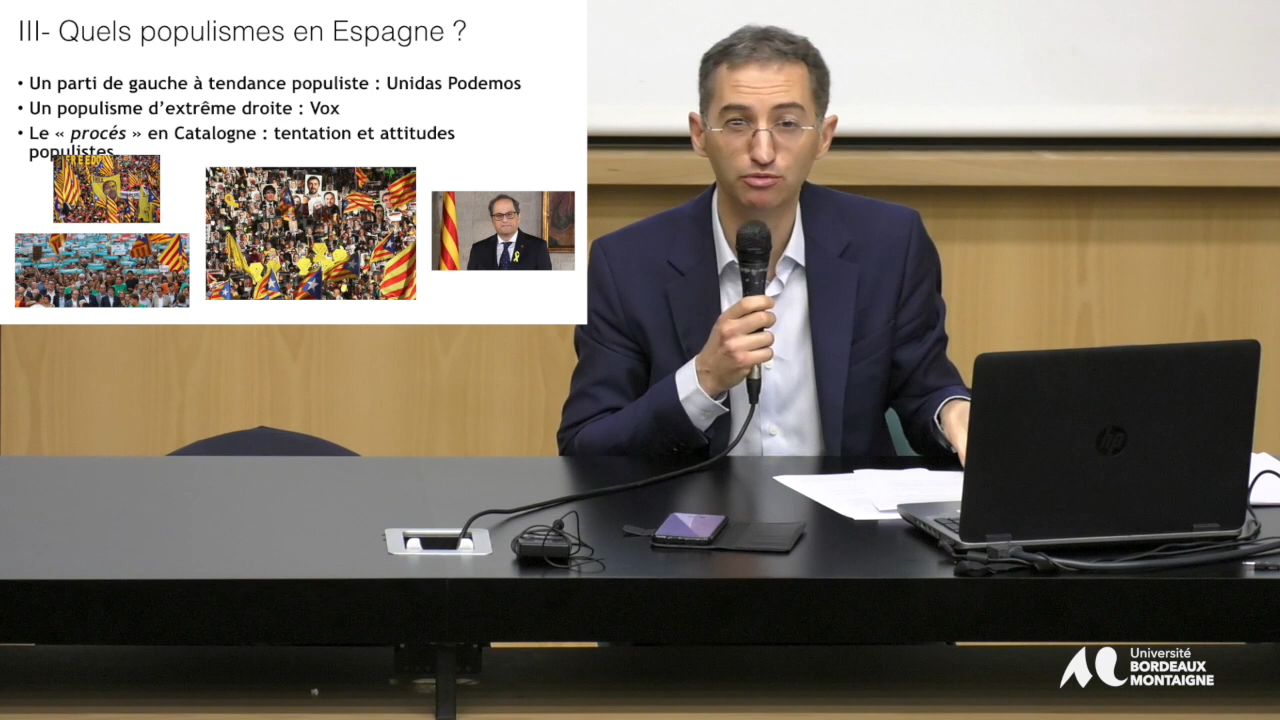 III- Quels populismes en Espagne ?
• Un parti de gauche à tendance populiste : Unidas Podemos
• Un populisme d'extrême droite : Vox
• Le « procés » en Catalogne : tentation et attitudes
populistes
hp
Université
BORDEAUX
MONTAIGNE